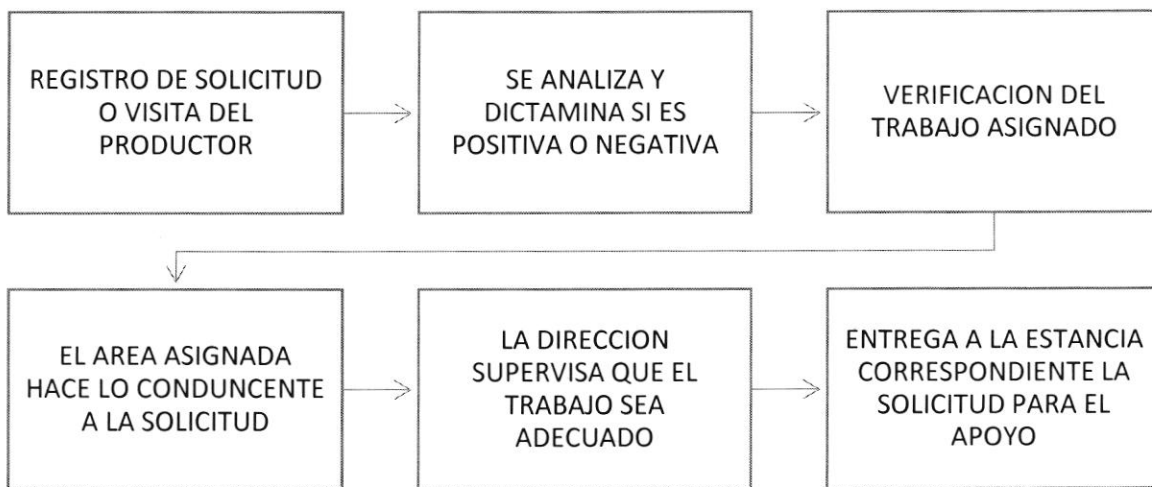 REGISTRO DE SOLICITUD
O VISITA DEL
PRODUCTOR
SE ANALIZA Y
DICTAMINA SI ES
POSITIVA O NEGATIVA
VERIFICACION DEL
TRABAJO ASIGNADO
EL AREA ASIGNADA
HACE LO CONDUNCENTE
A LA SOLICITUD
LA DIRECCION
SUPERVISA QUE EL
TRABAJO SEA
ADECUADO
ENTREGA A LA ESTANCIA
CORRESPONDIENTE LA
SOLICITUD PARA EL
APOYO